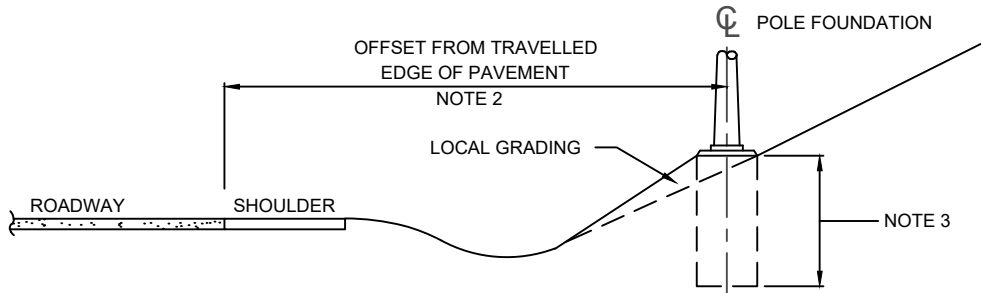 ℄ POLE FOUNDATION
OFFSET FROM TRAVELLED
EDGE OF PAVEMENT
NOTE 2
LOCAL GRADING
ROADWAY
SHOULDER
NOTE 3